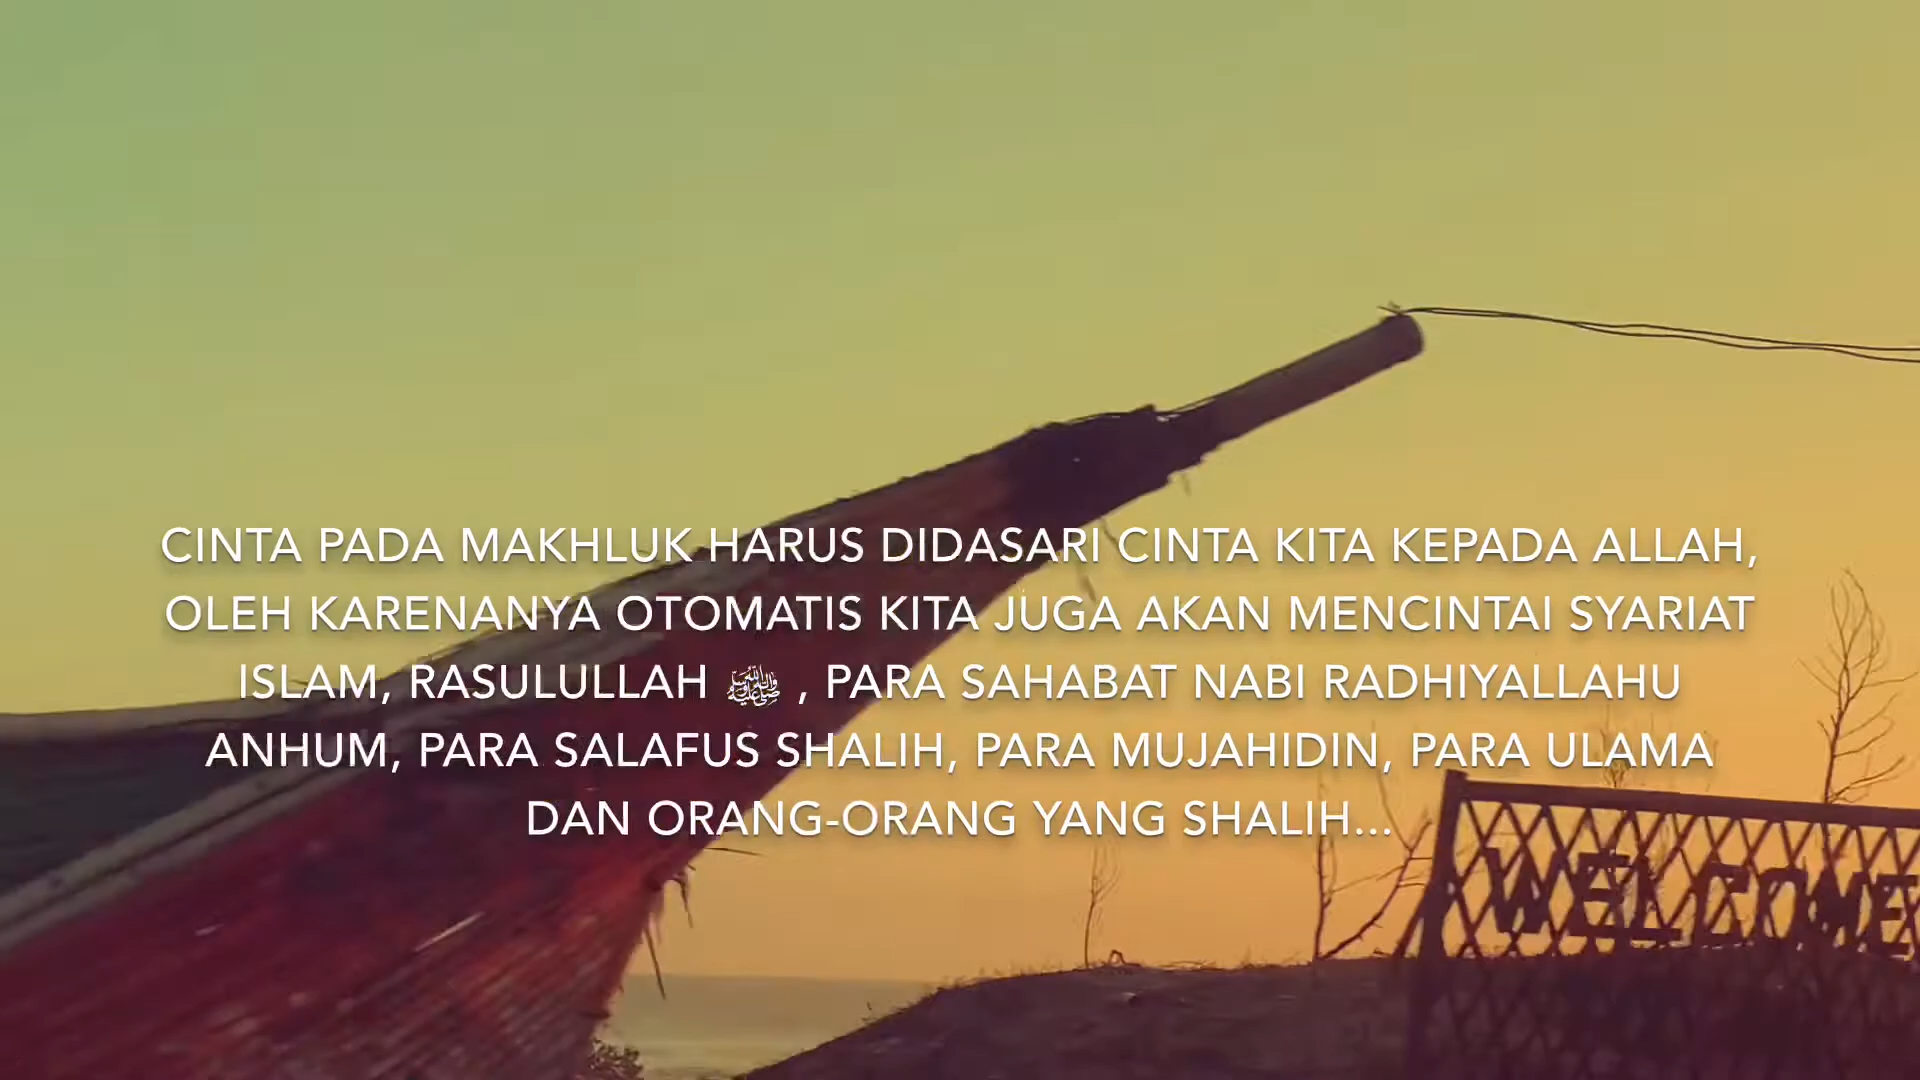 CINTA PADA MAKHLUK HARUS DIDASARI CINTA KITA KEPADA ALLAH,
OLEH KARENANYA OTOMATIS KITA JUGA AKAN MENCINTAI SYARIAT
ISLAM, RASULULLAH ﷺ , PARA SAHABAT NABI RADHIYALLAHU
ANHUM, PARA SALAFUS SHALIH, PARA MUJAHIDIN, PARA ULAMA
DAN ORANG-ORANG YANG SHALIH...
WELCOME